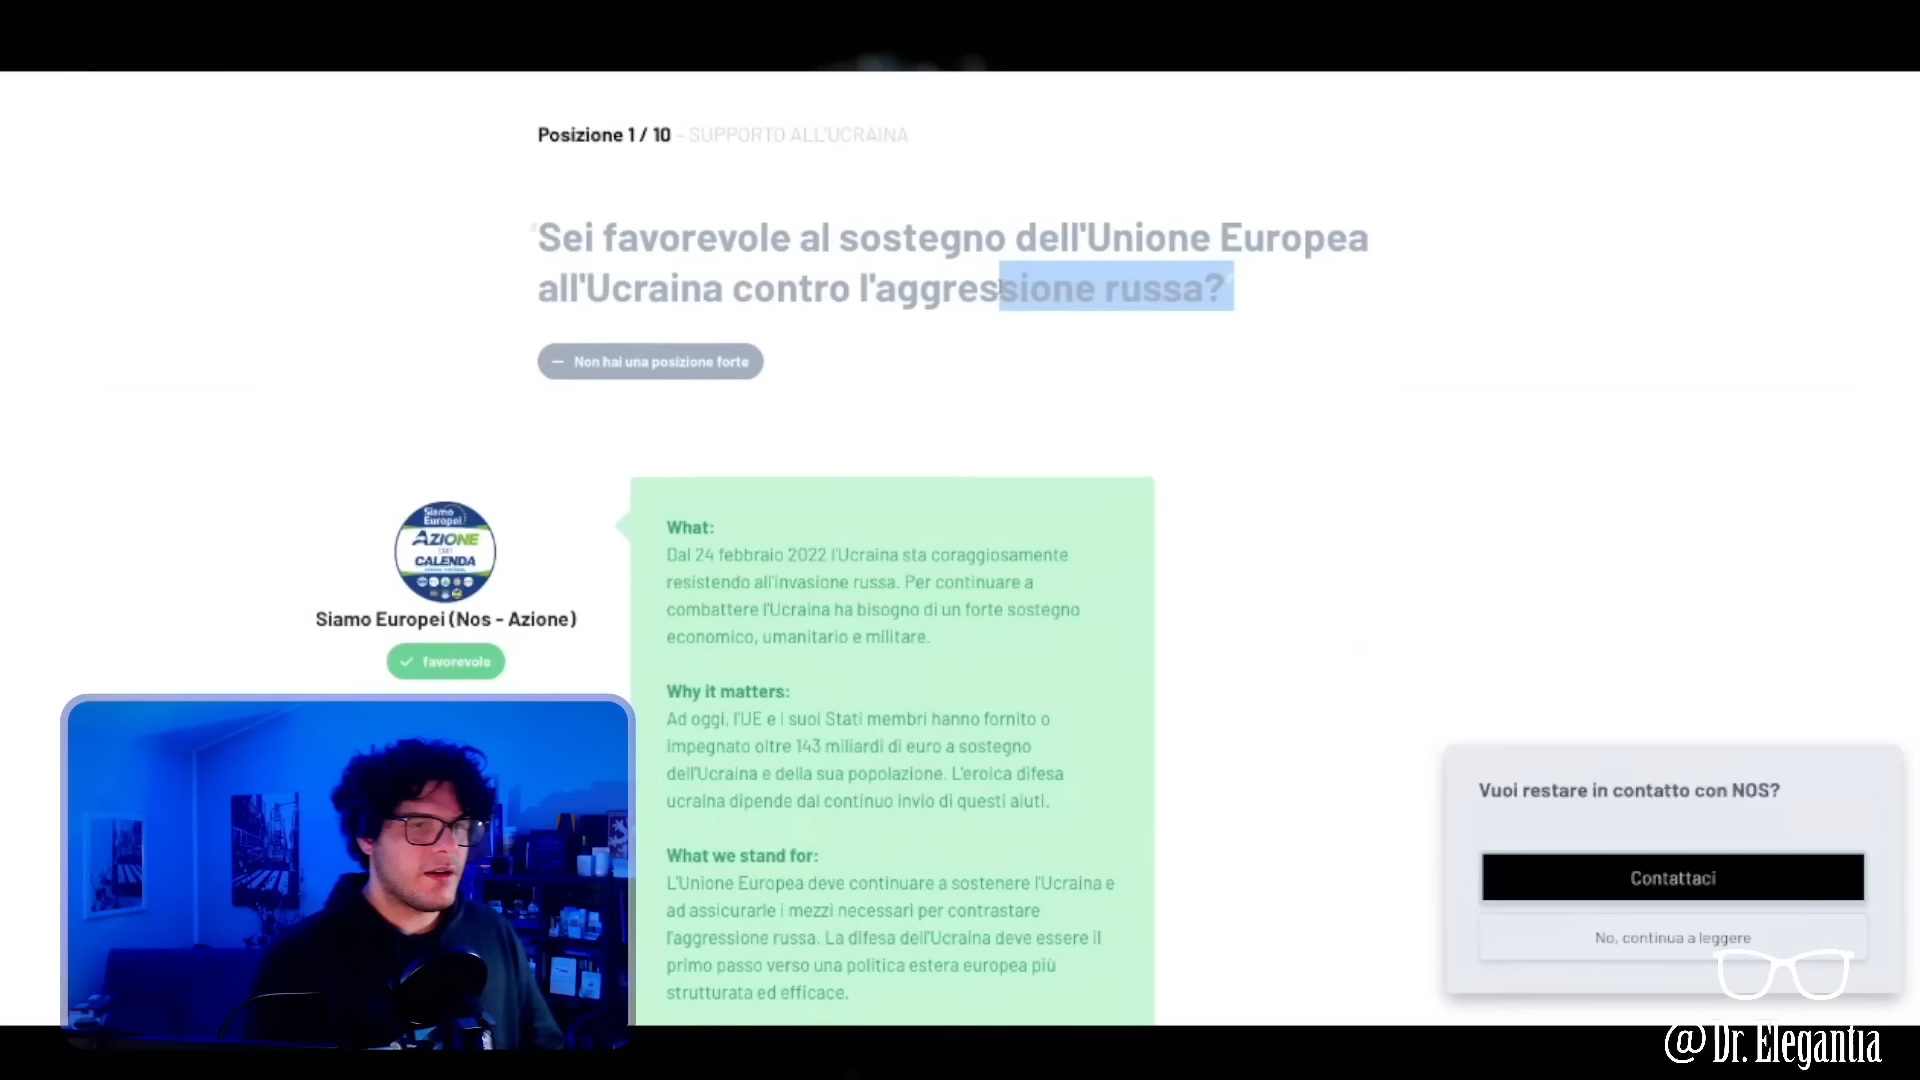 Posizione 1 / 10 - SUPPORTO ALL'UCRAINA
"Sei favorevole al sostegno dell'Unione Europea
all'Ucraina contro l'aggressione russa?"
— Non hai una posizione forte
Siamo
Europei
AZIONE
CON
CALENDA
Siamo Europei (Nos - Azione)
favorevole
What:
Dal 24 febbraio 2022 l'Ucraina sta coraggiosamente
resistendo all'invasione russa. Per continuare a
combattere l'Ucraina ha bisogno di un forte sostegno
economico, umanitario e militare.
Why it matters:
Ad oggi, l'UE e i suoi Stati membri hanno fornito o
impegnato oltre 143 miliardi di euro a sostegno
dell'Ucraina e della sua popolazione. L'eroica difesa
ucraina dipende dal continuo invio di questi aiuti.
What we stand for:
L'Unione Europea deve continuare a sostenere l'Ucraina e
ad assicurarle i mezzi necessari per contrastare
l'aggressione russa. La difesa dell'Ucraina deve essere il
primo passo verso una politica estera europea più
strutturata ed efficace.
Vuoi restare in contatto con NOS?
Contattaci
No, continua a leggere
@Dr. Elegantia